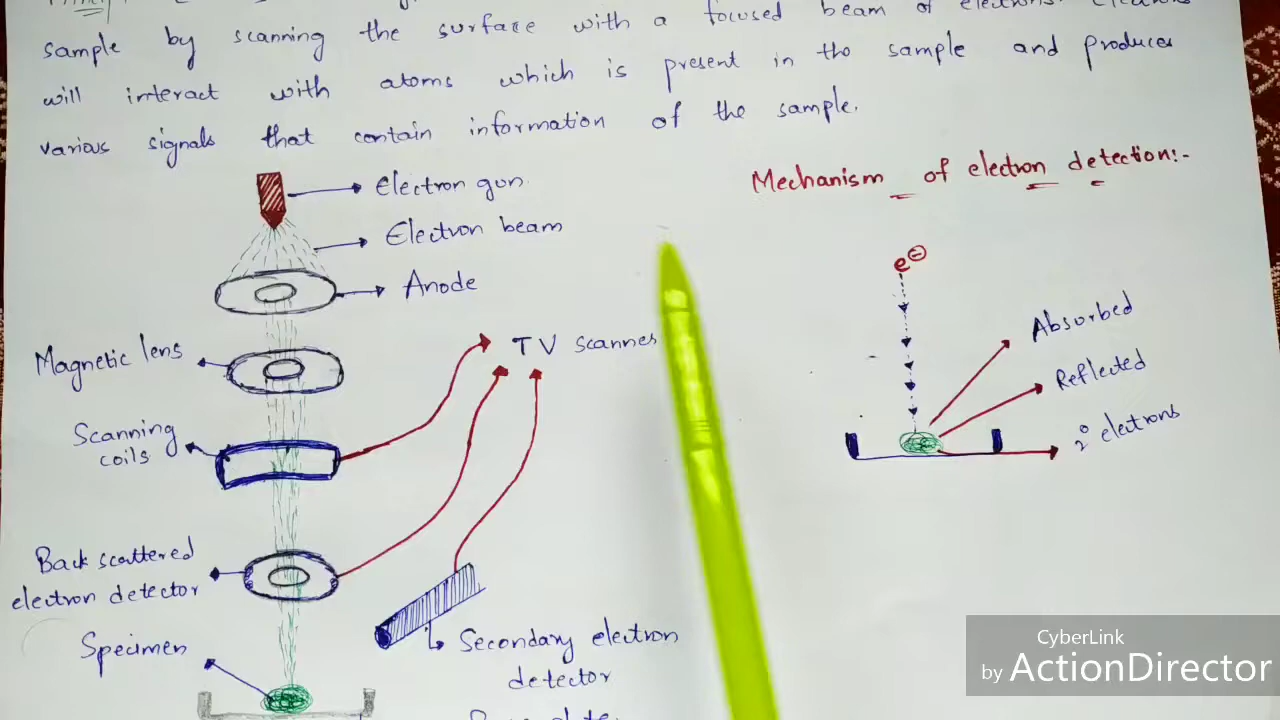 sample by scanning the surface with a focused beam of electrons. Electrons
will interact with atoms which is present in the sample and produces
various signals that contain information of the sample.
Electron gun
Electron beam
Anode
Magnetic lens
TV scanner
Scanning
coils
Back scattered
electron detector
Specimen
Secondary electron
detector
Mechanism of electron detection:-
e⊖
Absorbed
Reflected
2° electrons
CyberLink
by ActionDirector